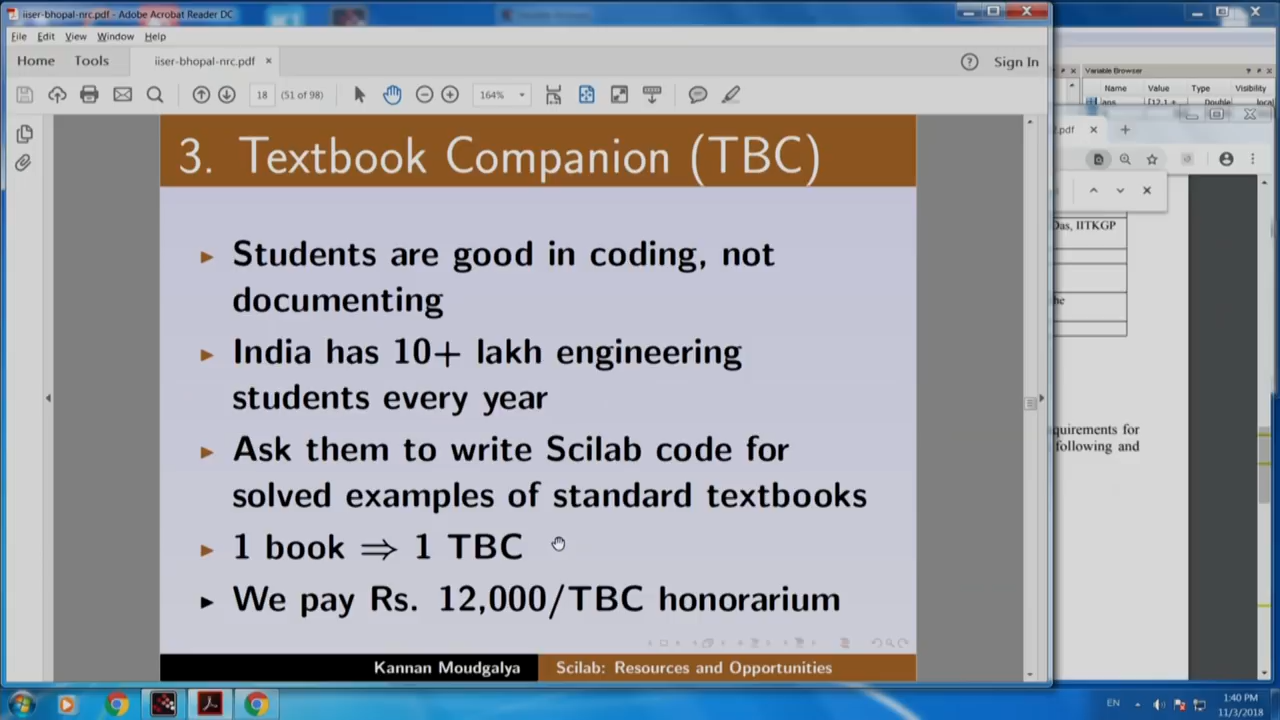 iiser-bhopal-nrc.pdf - Adobe Acrobat Reader DC
File Edit View Window Help
Home Tools iiser-bhopal-nrc.pdf × Sign In
18 (51 of 98) 164%
Variable Browser
Name Value Type Visibility
.pdf
Das, IITKGP
he
quirements for
following and
3. Textbook Companion (TBC)
▶ Students are good in coding, not
documenting
▶ India has 10+ lakh engineering
students every year
▶ Ask them to write Scilab code for
solved examples of standard textbooks
▶ 1 book ⇒ 1 TBC
▶ We pay Rs. 12,000/TBC honorarium
Kannan Moudgalya Scilab: Resources and Opportunities
EN 1:40 PM
11/3/2018